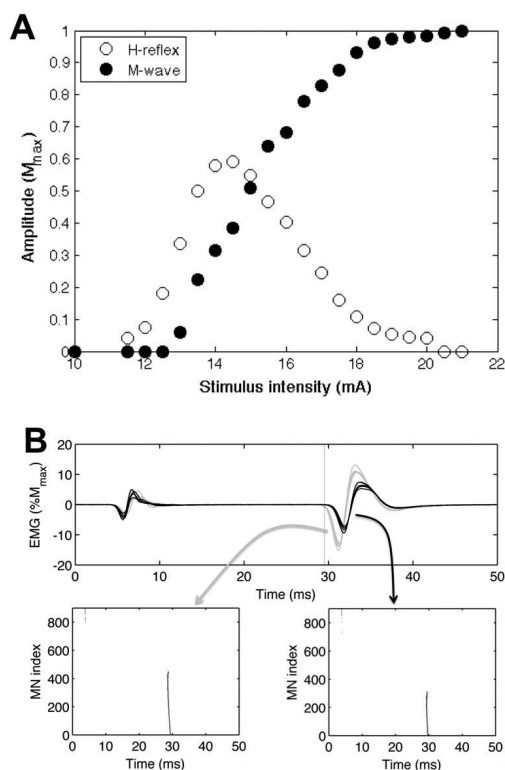 A
H-reflex
M-wave
Amplitude (Mmax)
1
0.9
0.8
0.7
0.6
0.5
0.4
0.3
0.2
0.1
0
10 12 14 16 18 20 22
Stimulus intensity (mA)
B
EMG (%Mmax)
20
10
0
-10
-20
0 10 20 30 40 50
Time (ms)
MN index
800
600
400
200
0
0 10 20 30 40 50
Time (ms)
MN index
800
600
400
200
0
0 10 20 30 40 50
Time (ms)